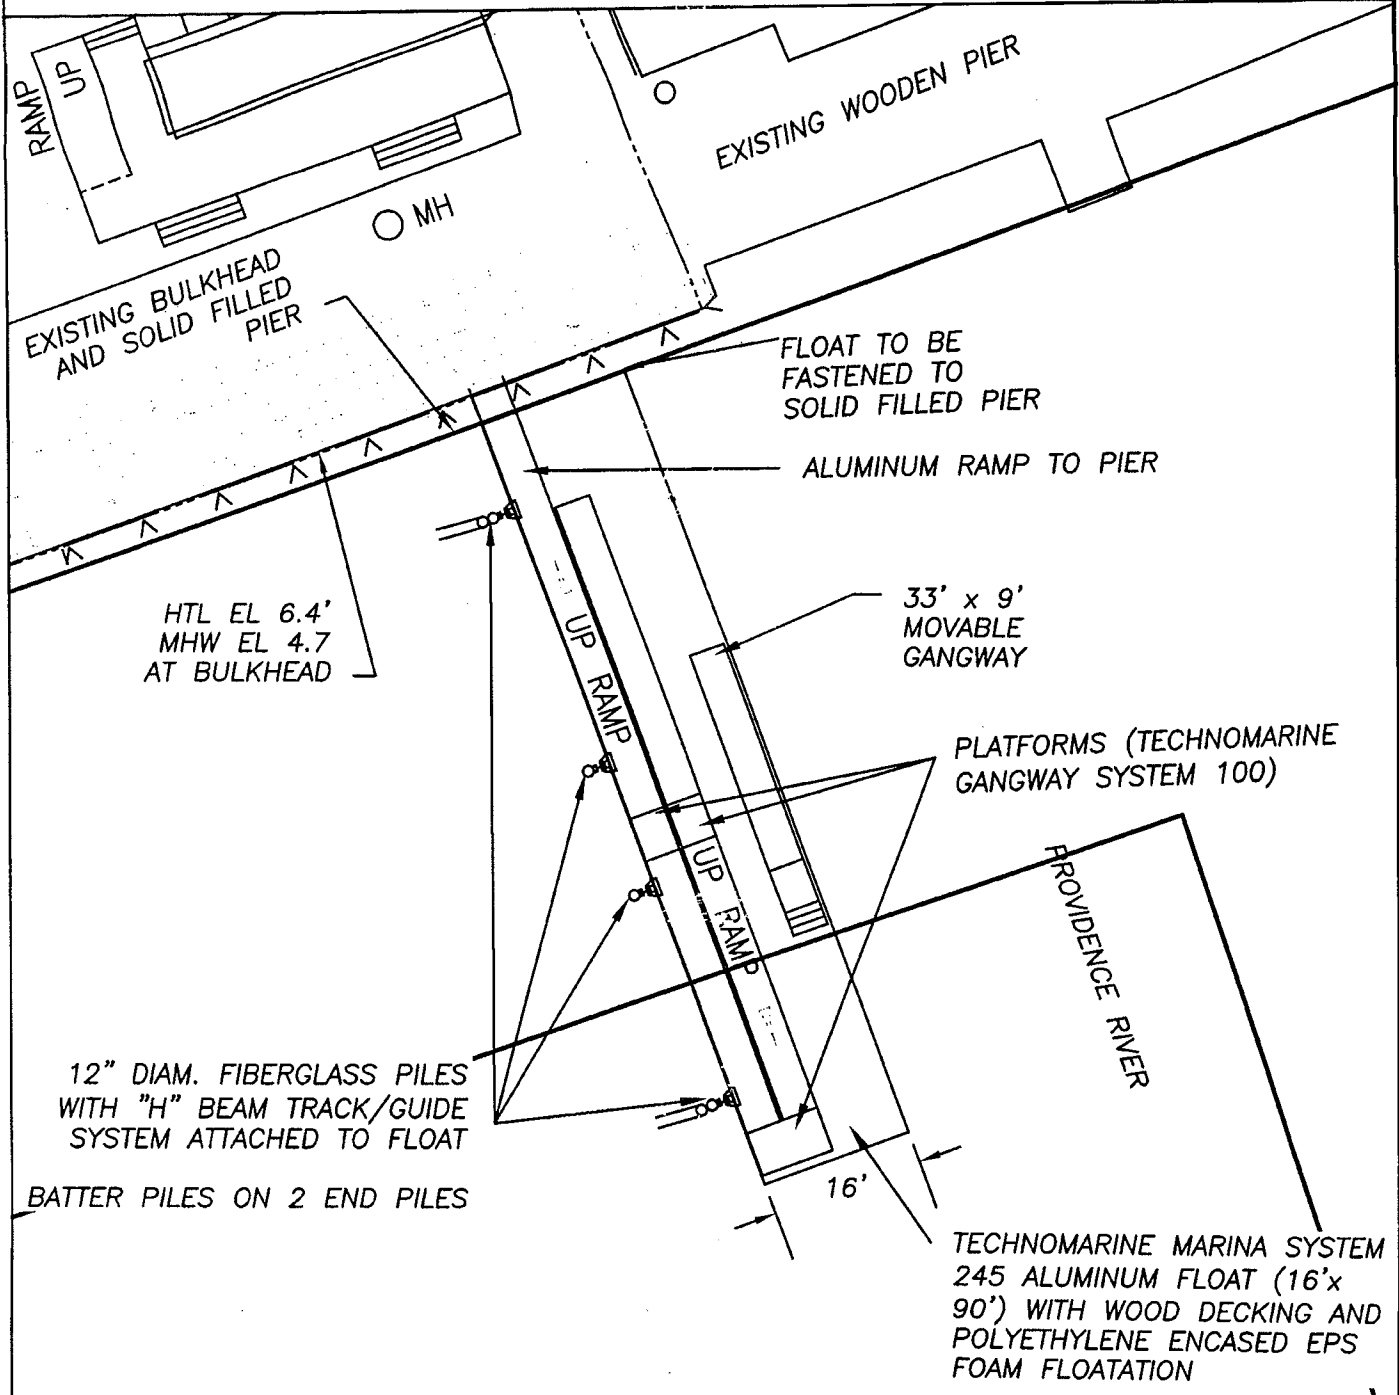 RAMP
UP
MH
EXISTING WOODEN PIER
EXISTING BULKHEAD
AND SOLID FILLED
PIER
FLOAT TO BE
FASTENED TO
SOLID FILLED PIER
ALUMINUM RAMP TO PIER
HTL EL 6.4'
MHW EL 4.7
AT BULKHEAD
UP RAMP
33' x 9'
MOVABLE
GANGWAY
PLATFORMS (TECHNOMARINE
GANGWAY SYSTEM 100)
UP RAMP
PROVIDENCE RIVER
12" DIAM. FIBERGLASS PILES
WITH "H" BEAM TRACK/GUIDE
SYSTEM ATTACHED TO FLOAT
BATTER PILES ON 2 END PILES
16'
TECHNOMARINE MARINA SYSTEM
245 ALUMINUM FLOAT (16'x
90') WITH WOOD DECKING AND
POLYETHYLENE ENCASED EPS
FOAM FLOATATION